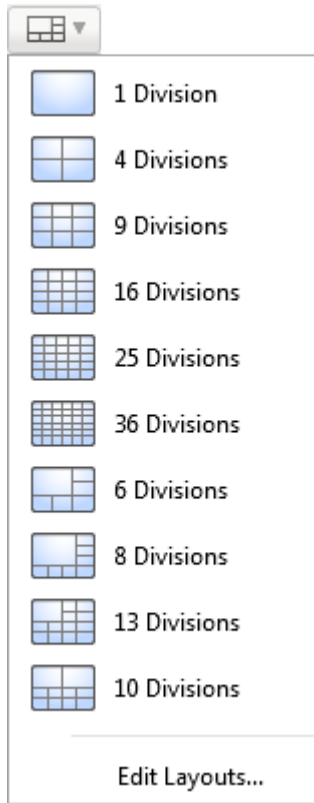 1 Division
4 Divisions
9 Divisions
16 Divisions
25 Divisions
36 Divisions
6 Divisions
8 Divisions
13 Divisions
10 Divisions
Edit Layouts...